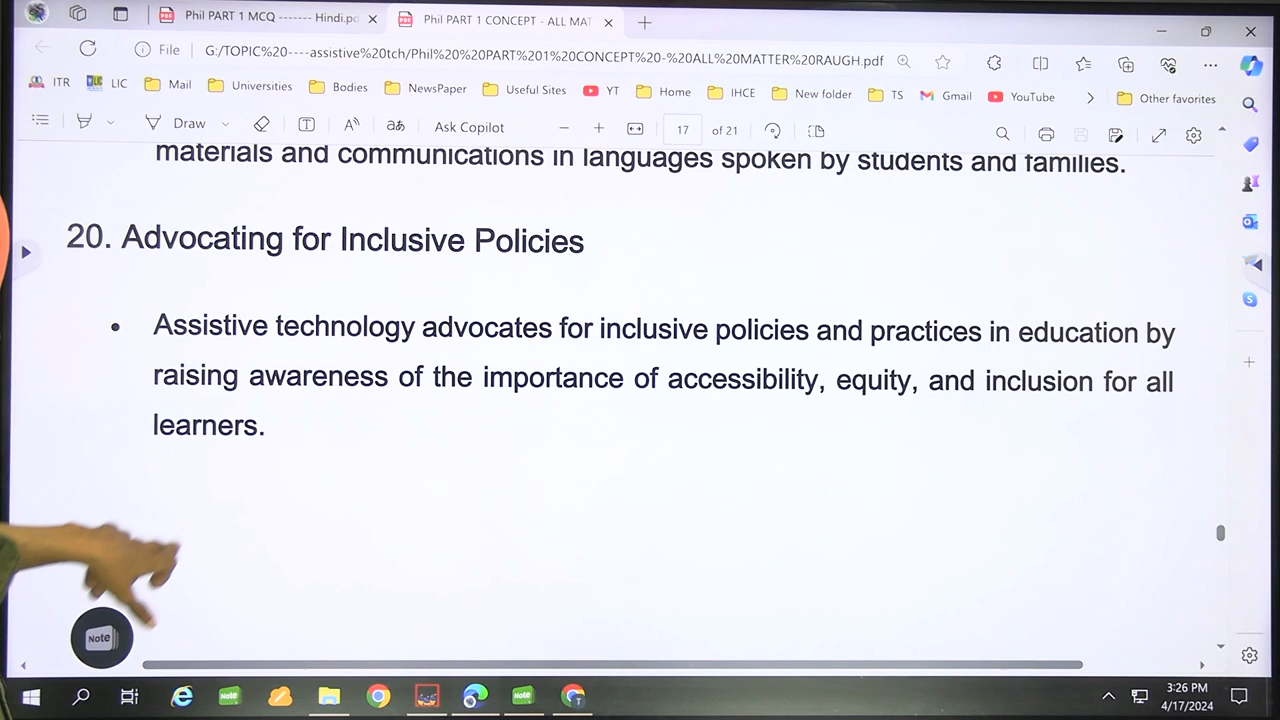 Phil PART 1 MCQ ------- Hindi.pd
Phil PART 1 CONCEPT - ALL MAT
File
G:/TOPIC%20----assistive%20tch/Phil%20%20PART%201%20CONCEPT%20-%20ALL%20MATTER%20RAUGH.pdf
ITR LIC Mail Universities Bodies NewsPaper Useful Sites YT Home IHCE New folder TS Gmail YouTube Other favorites
Draw Ask Copilot 17 of 21
materials and communications in languages spoken by students and families.
20. Advocating for Inclusive Policies
• Assistive technology advocates for inclusive policies and practices in education by
raising awareness of the importance of accessibility, equity, and inclusion for all
learners.
Note
Note Note
3:26 PM
4/17/2024